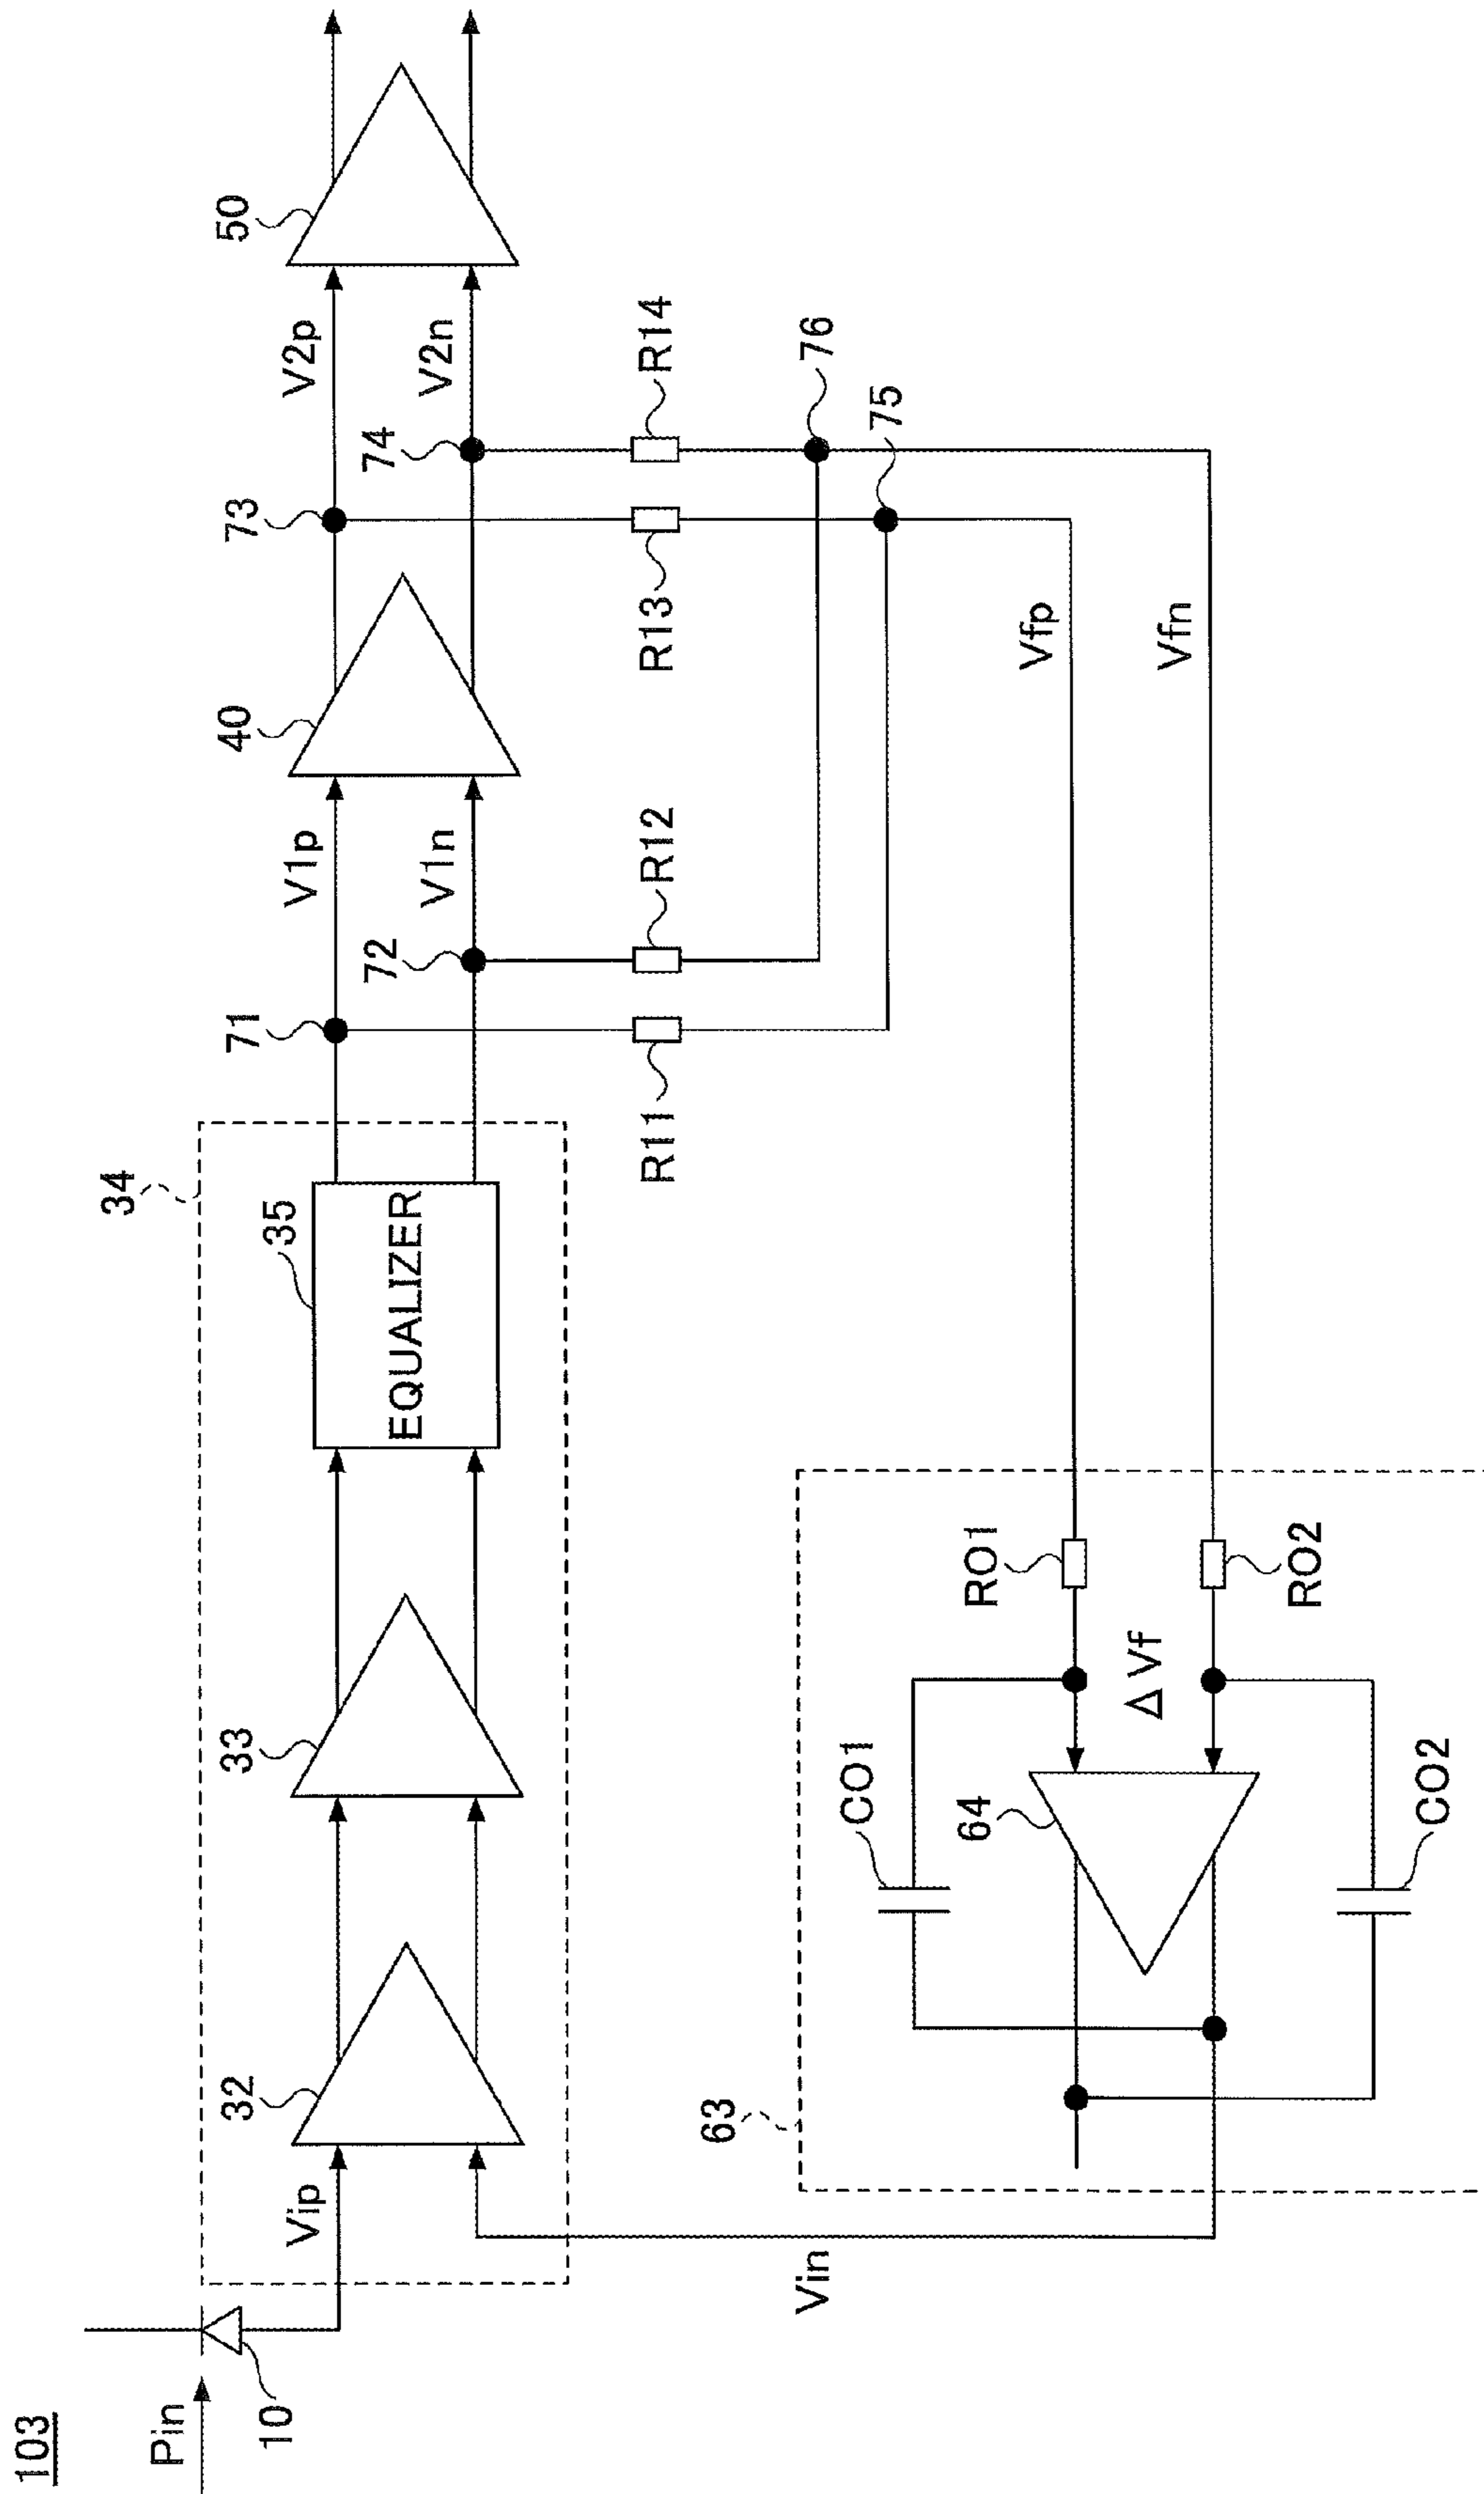 103
Pin
10
Vip
Vin
32
33
34
35
EQUALIZER
71
72
V1p
V1n
R11
R12
40
73
74
V2p
V2n
R13
R14
50
76
75
Vfp
Vfn
63
64
CO1
CO2
RO1
RO2
ΔVf